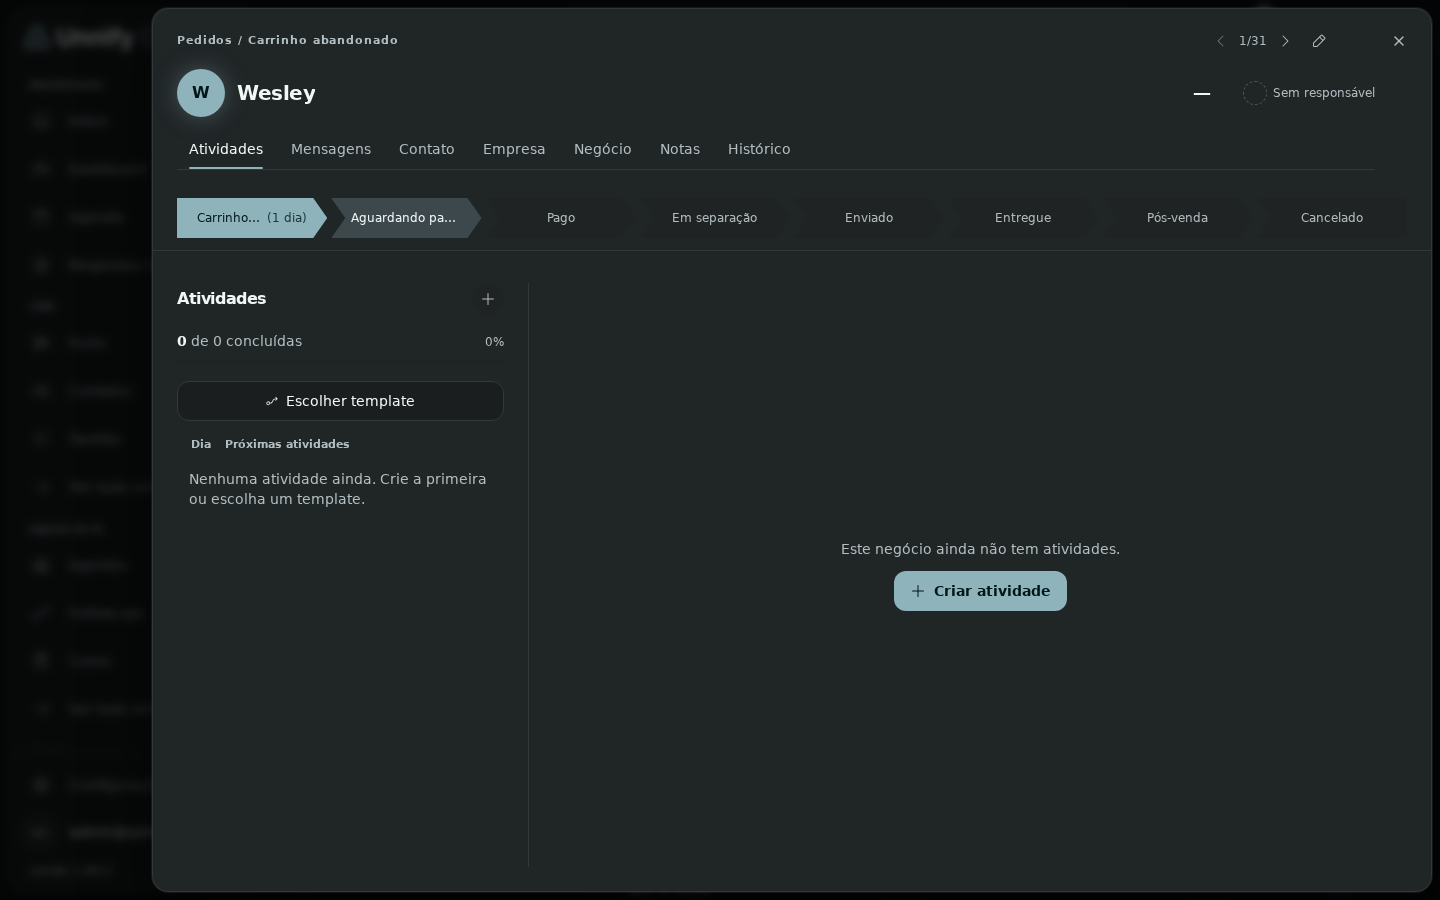 Pedidos / Carrinho abandonado
1/31
W
Wesley
—
Sem responsável
Atividades
Mensagens
Contato
Empresa
Negócio
Notas
Histórico
Carrinho... (1 dia)
Aguardando pa...
Pago
Em separação
Enviado
Entregue
Pós-venda
Cancelado
Atividades
0 de 0 concluídas
0%
Escolher template
Dia
Próximas atividades
Nenhuma atividade ainda. Crie a primeira
ou escolha um template.
Este negócio ainda não tem atividades.
Criar atividade